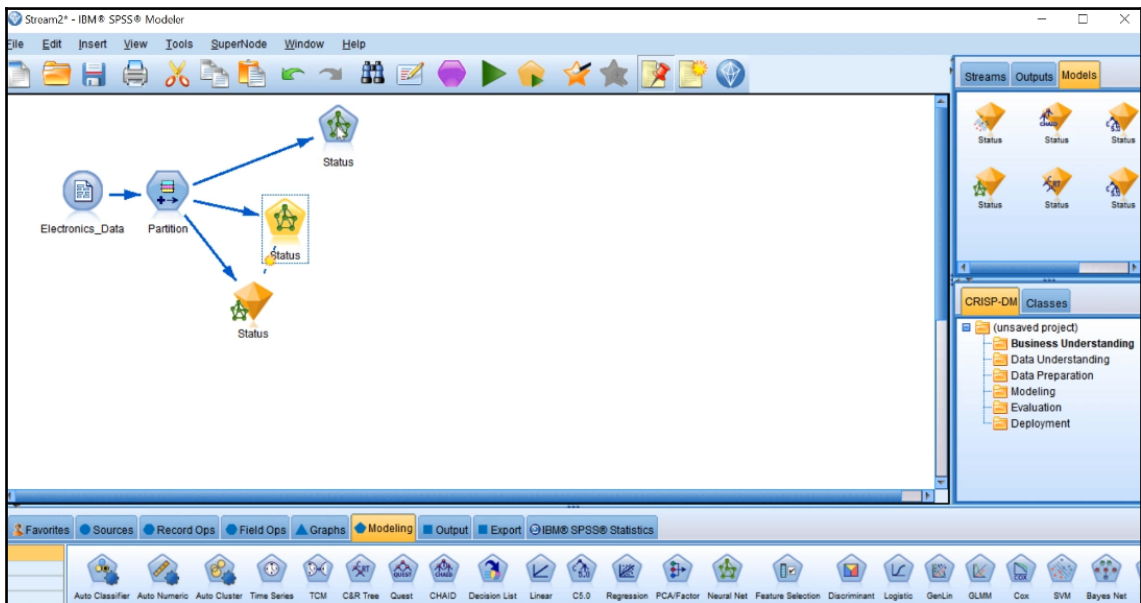 Stream2* - IBM® SPSS® Modeler
File Edit Insert View Tools SuperNode Window Help
Streams Outputs Models
Status
Status
Status
Status
Status
Status
Status
Electronics_Data
Partition
Status
Status
CRISP-DM Classes
(unsaved project)
Business Understanding
Data Understanding
Data Preparation
Modeling
Evaluation
Deployment
Favorites Sources Record Ops Field Ops Graphs Modeling Output Export IBM® SPSS® Statistics
Auto Classifier Auto Numeric Auto Cluster Time Series TCM C&R Tree Quest CHAID Decision List Linear C5.0 Regression PCA/Factor Neural Net Feature Selection Discriminant Logistic GenLin GLMM Cox SVM Bayes Net